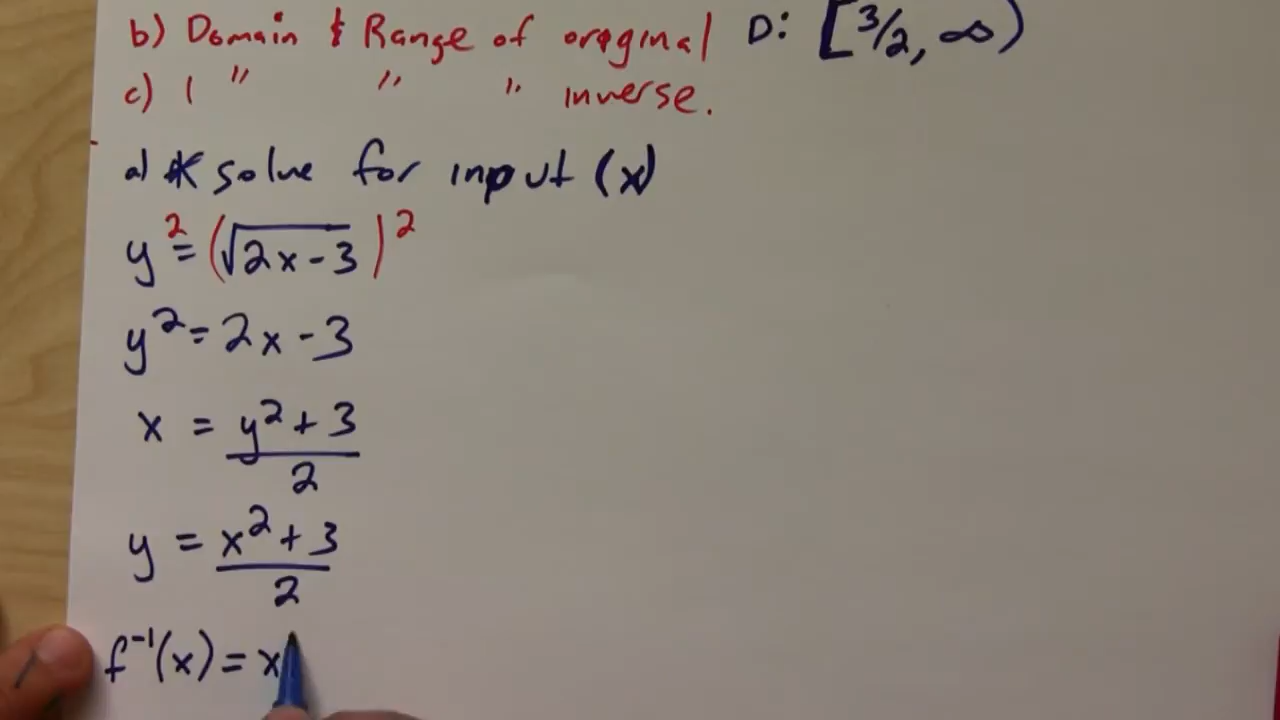 b) Domain & Range of original D: [3/2, ∞)
c) ( " " " inverse.
a) * solve for input (x)
y² = (√2x-3)²
y² = 2x - 3
x = y² + 3 / 2
y = x² + 3 / 2
f⁻¹(x) = x